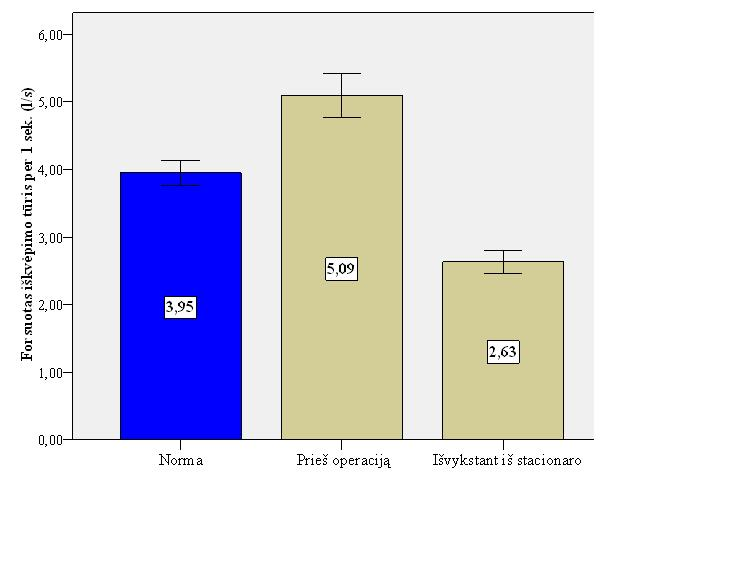 Forsuotas iškvėpimo tūris per 1 sek. (l/s)
6,00
5,00
4,00
3,00
2,00
1,00
0,00
3,95
5,09
2,63
Norma
Prieš operaciją
Išvykstant iš stacionaro